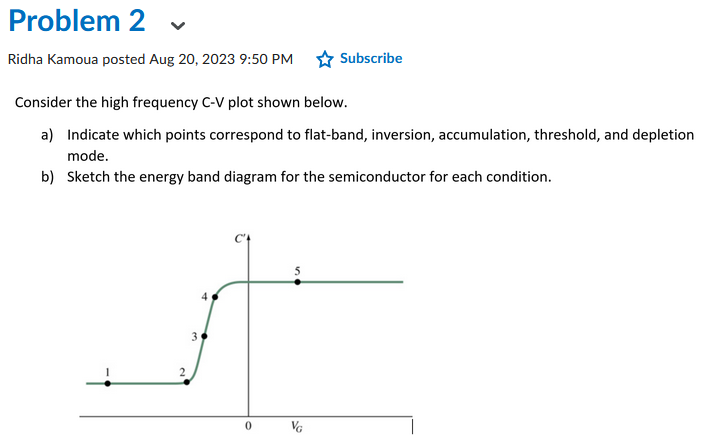 Problem 2
Ridha Kamoua posted Aug 20, 2023 9:50 PM Subscribe
Consider the high frequency C-V plot shown below.
a) Indicate which points correspond to flat-band, inversion, accumulation, threshold, and depletion
mode.
b) Sketch the energy band diagram for the semiconductor for each condition.
C'
5
4
3
1 2
0 VG